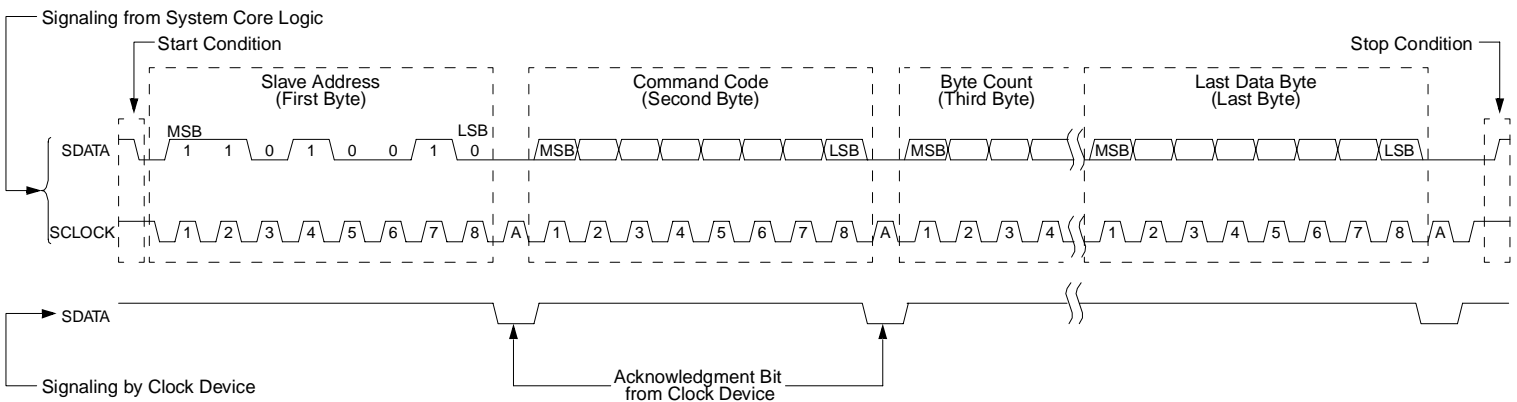 Signaling from System Core Logic
Start Condition
Stop Condition
Slave Address
(First Byte)
Command Code
(Second Byte)
Byte Count
(Third Byte)
Last Data Byte
(Last Byte)
MSB LSB
SDATA 1 1 0 1 0 0 1 0 MSB LSB MSB MSB LSB
SCLOCK 1 2 3 4 5 6 7 8 A 1 2 3 4 5 6 7 8 A 1 2 3 4 1 2 3 4 5 6 7 8 A
SDATA
Signaling by Clock Device
Acknowledgment Bit
from Clock Device